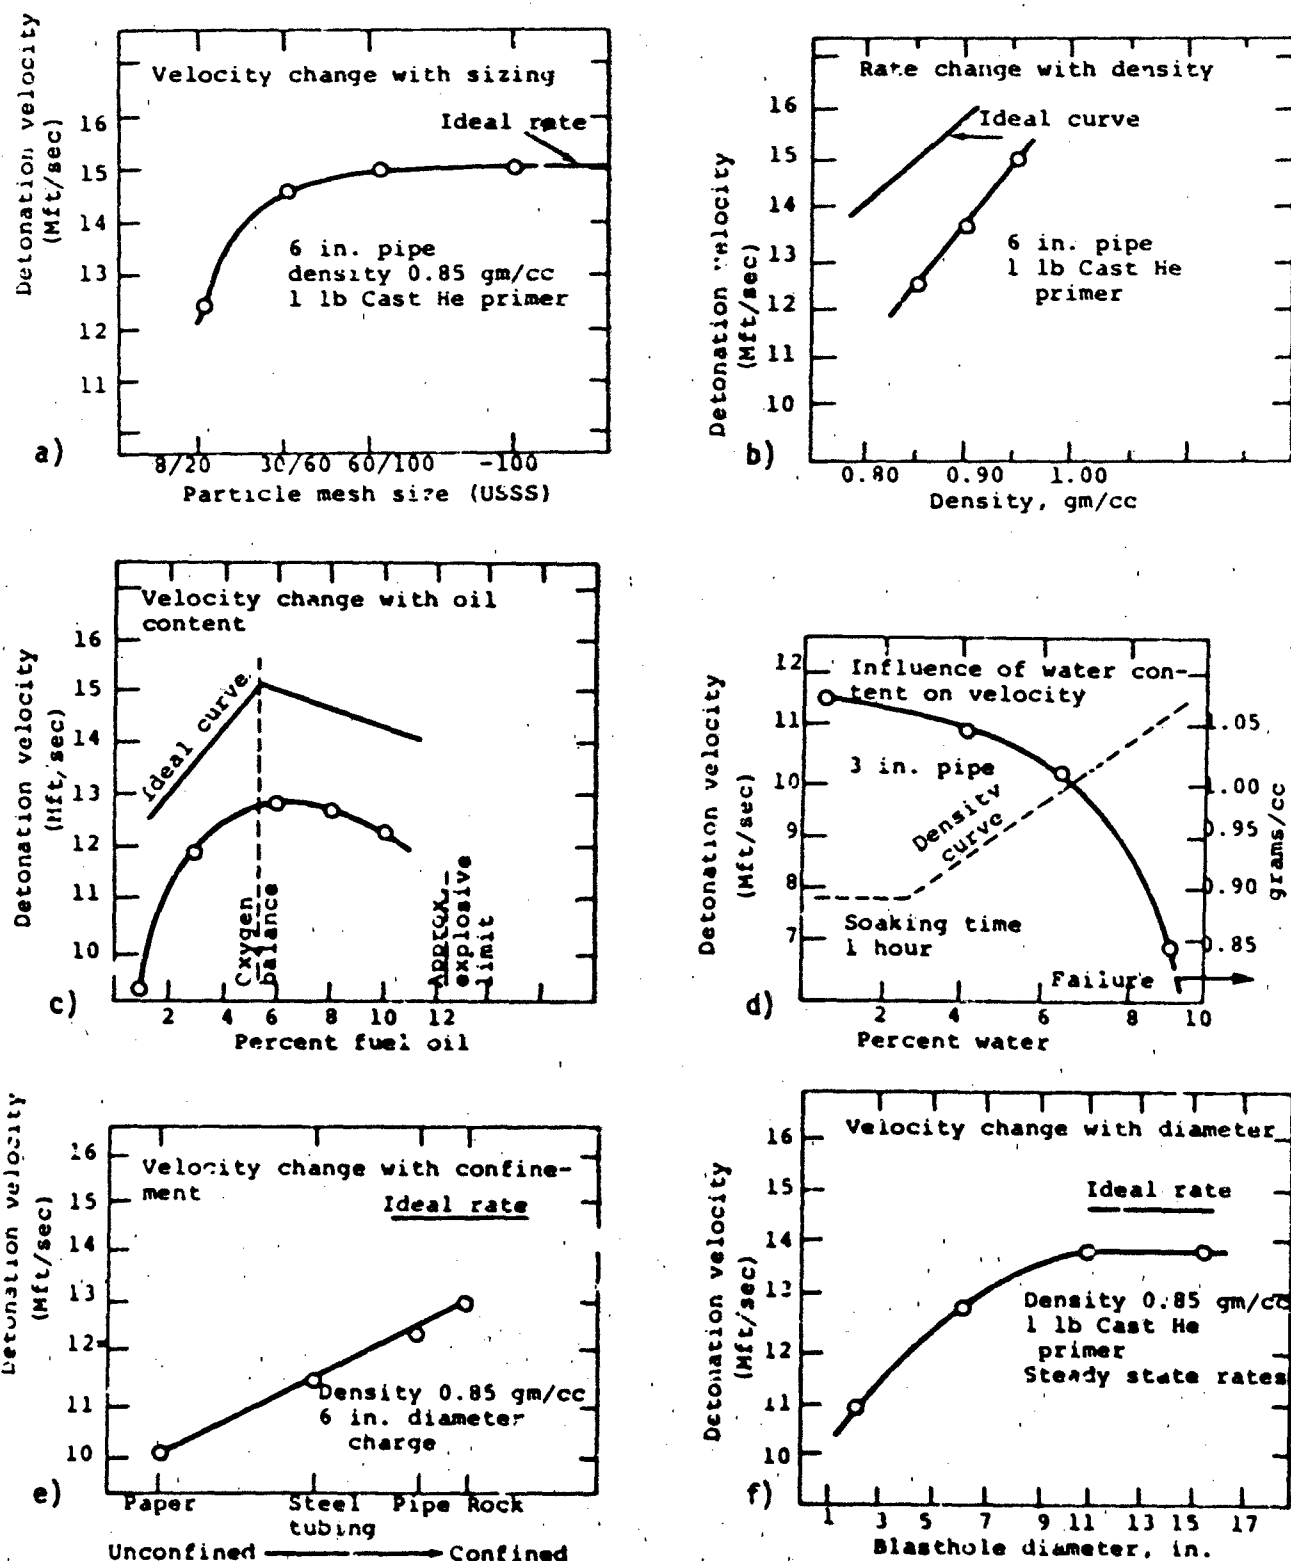 Velocity change with sizing
Detonation velocity
(Mft/sec)
16
15
14
13
12
11
Ideal rate
6 in. pipe
density 0.85 gm/cc
1 lb Cast He primer
8/20 30/60 60/100 -100
Particle mesh size (USSS)
a)
Rate change with density
Detonation velocity
(Mft/sec)
16
15
14
13
12
11
10
Ideal curve
6 in. pipe
1 lb Cast He
primer
0.80 0.90 1.00
Density, gm/cc
b)
Velocity change with oil
content
Detonation velocity
(Mft/sec)
16
15
14
13
12
11
10
Ideal curve
Oxygen
balance
Approx.
explosive
limit
2 4 6 8 10 12 14
Percent fuel oil
c)
Influence of water con-
tent on velocity
Detonation velocity
(Mft/sec)
12
11
10
9
8
7
3 in. pipe
Density
curve
Soaking time
1 hour
Failure
1.05
1.00
0.95
0.90
0.85
grams/cc
2 4 6 8 10
Percent water
d)
Velocity change with confine-
ment
Detonation velocity
(Mft/sec)
16
15
14
13
12
11
10
Ideal rate
Density 0.85 gm/cc
6 in. diameter
charge
Paper Steel Pipe Rock
tubing
Unconfined Confined
e)
Velocity change with diameter
Detonation velocity
(Mft/sec)
16
15
14
13
12
11
10
Ideal rate
Density 0.85 gm/cc
1 lb Cast He
primer
Steady state rates
1 3 5 7 9 11 13 15 17
Blasthole diameter, in.
f)